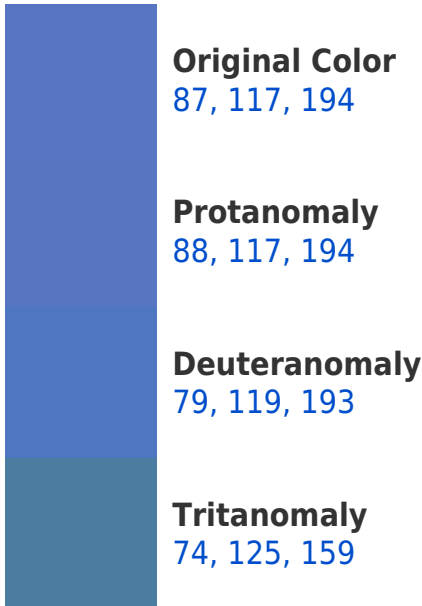 Original Color
87, 117, 194
Protanomaly
88, 117, 194
Deuteranomaly
79, 119, 193
Tritanomaly
74, 125, 159